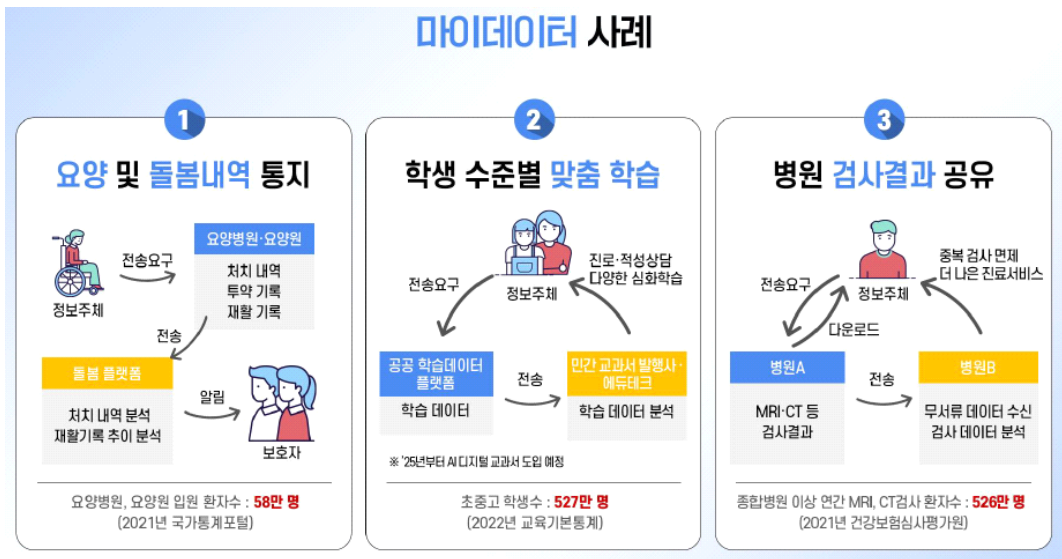 마이데이터 사례
1
요양 및 돌봄내역 통지
전송요구
정보주체
요양병원·요양원
처치 내역
투약 기록
재활 기록
전송
돌봄 플랫폼
처치 내역 분석
재활기록 추이 분석
알림
보호자
요양병원, 요양원 입원 환자수 : 58만 명
(2021년 국가통계포털)
2
학생 수준별 맞춤 학습
전송요구
정보주체
진로·적성상담
다양한 심화학습
공공 학습데이터
플랫폼
학습 데이터
전송
민간 교과서 발행사·
에듀테크
학습 데이터 분석
※ '25년부터 AI 디지털 교과서 도입 예정
초중고 학생수 : 527만 명
(2022년 교육기본통계)
3
병원 검사결과 공유
전송요구
정보주체
중복 검사 면제
더 나은 진료서비스
다운로드
병원A
MRI·CT 등
검사결과
전송
병원B
무서류 데이터 수신
검사 데이터 분석
종합병원 이상 연간 MRI, CT검사 환자수 : 526만 명
(2021년 건강보험심사평가원)